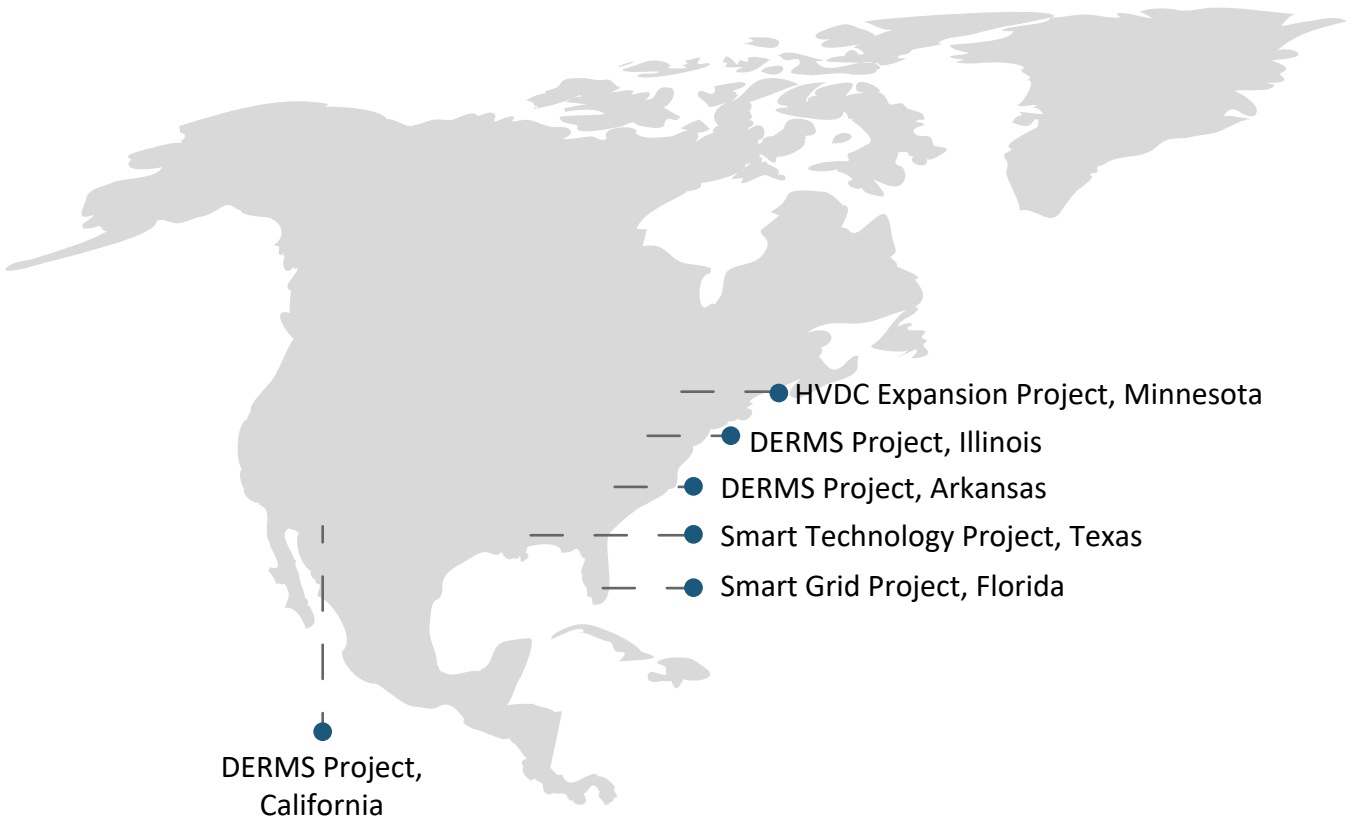 HVDC Expansion Project, Minnesota
DERMS Project, Illinois
DERMS Project, Arkansas
Smart Technology Project, Texas
Smart Grid Project, Florida
DERMS Project,
California